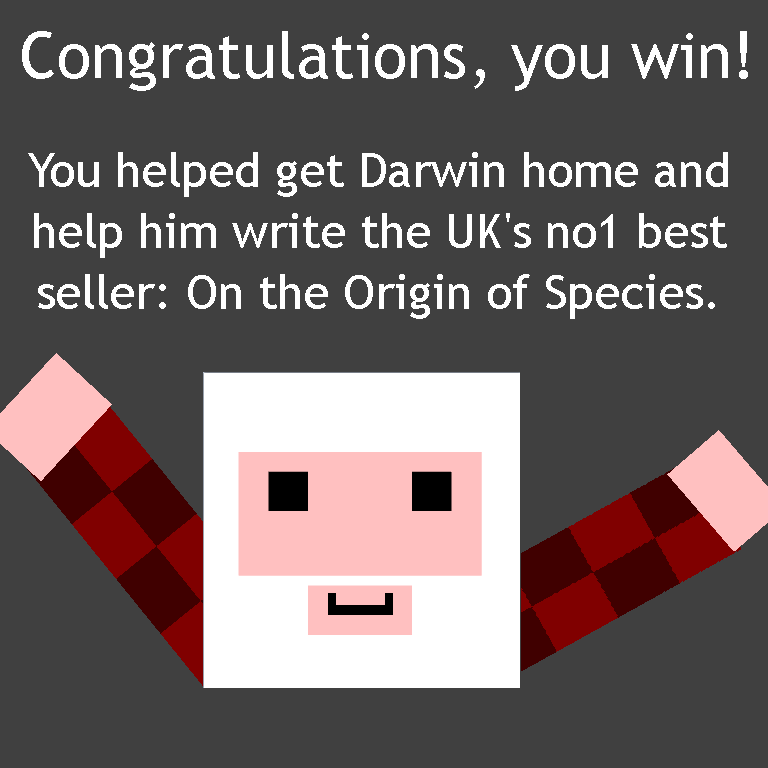 Congratulations, you win!
You helped get Darwin home and
help him write the UK's no1 best
seller: On the Origin of Species.